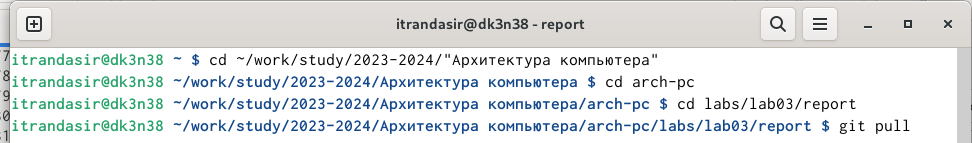 itrandasir@dk3n38 - report
itrandasir@dk3n38 ~ $ cd ~/work/study/2023-2024/"Архитектура компьютера"
itrandasir@dk3n38 ~/work/study/2023-2024/Архитектура компьютера $ cd arch-pc
itrandasir@dk3n38 ~/work/study/2023-2024/Архитектура компьютера/arch-pc $ cd labs/lab03/report
itrandasir@dk3n38 ~/work/study/2023-2024/Архитектура компьютера/arch-pc/labs/lab03/report $ git pull